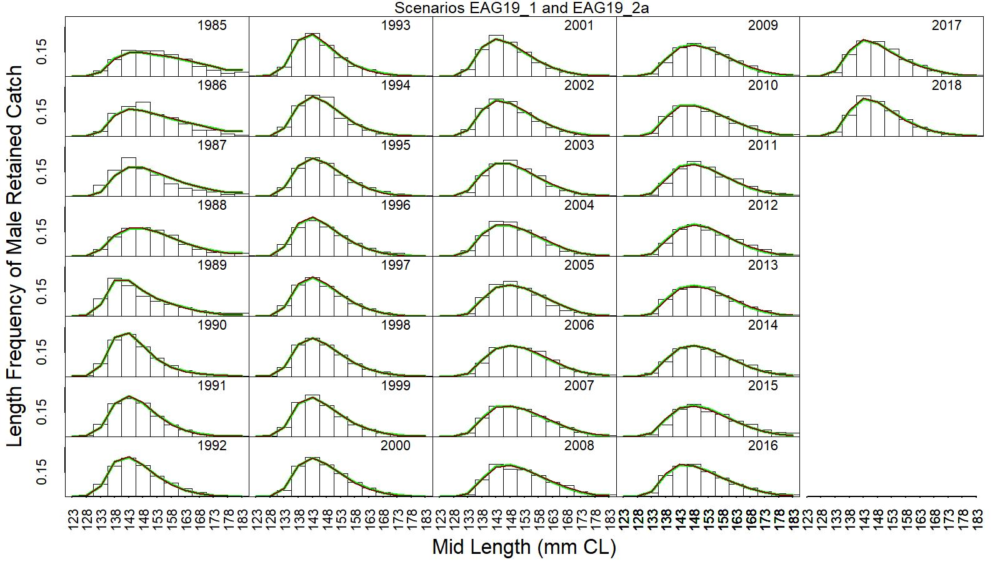 Scenarios EAG19_1 and EAG19_2a
Length Frequency of Male Retained Catch
1985 1993 2001 2009 2017
0.15
1986 1994 2002 2010 2018
0.15
1987 1995 2003 2011
0.15
1988 1996 2004 2012
0.15
1989 1997 2005 2013
0.15
1990 1998 2006 2014
0.15
1991 1999 2007 2015
0.15
1992 2000 2008 2016
0.15
123 128 133 138 143 148 153 158 163 168 173 178 183 123 128 133 138 143 148 153 158 163 168 173 178 183 123 128 133 138 143 148 153 158 163 168 173 178 183 123 128 133 138 143 148 153 158 163 168 173 178 183 123 128 133 138 143 148 153 158 163 168 173 178 183
Mid Length (mm CL)